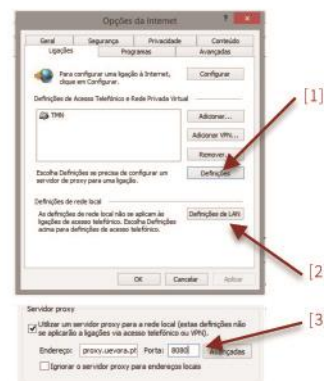 Opções da Internet
? x
Geral Segurança Privacidade Conteúdo
Ligações Programas Avançadas
Para configurar uma ligação à Internet, clique em Configurar.
Configurar
Definições de Acesso Telefónico e Rede Privada Virtual
TMN
Adicionar...
Adicionar VPN...
Remover...
Escolha Definições se precisa de configurar um
servidor de proxy para uma ligação.
Definições
Definições de rede local
As definições de rede local não se aplicam às
ligações de acesso telefónico. Escolha Definições
acima para definições de acesso telefónico.
Definições de LAN
OK Cancelar Aplicar
[1]
[2
[3
Servidor proxy
Utilizar um servidor proxy para a rede local (estas definições não
se aplicarão a ligações via acesso telefónico ou VPN).
Endereço: proxy.uevora.pt Porta: 8080 Avançadas
Ignorar o servidor proxy para endereços locais